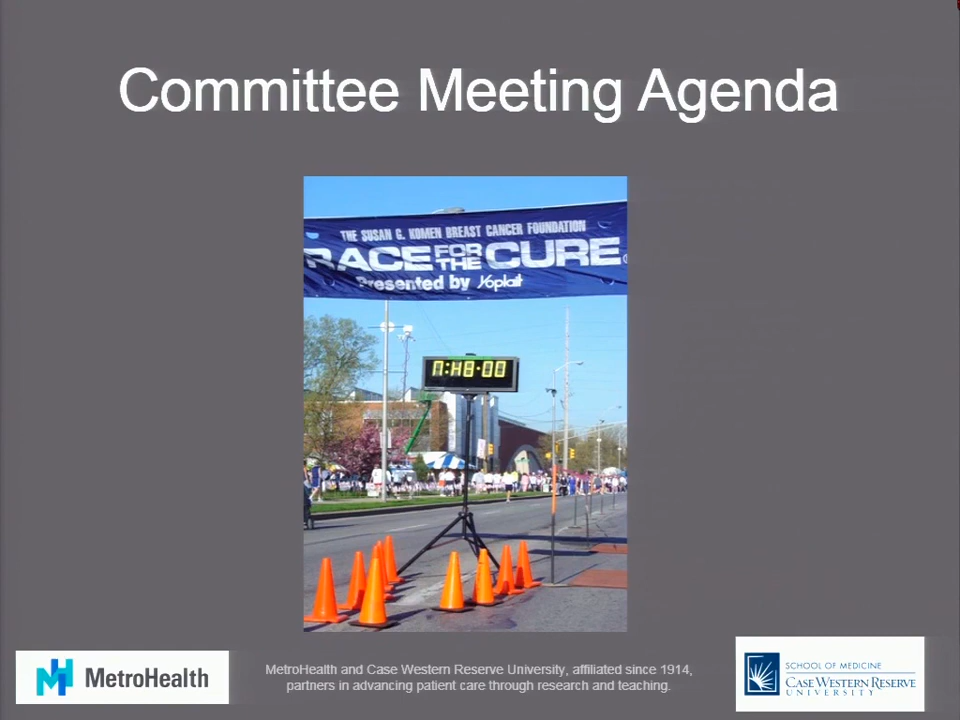 Committee Meeting Agenda
THE SUSAN G. KOMEN BREAST CANCER FOUNDATION
RACE FOR THE CURE
Presented by Yoplait
MetroHealth
MetroHealth and Case Western Reserve University, affiliated since 1914,
partners in advancing patient care through research and teaching.
SCHOOL OF MEDICINE
CASE WESTERN RESERVE
UNIVERSITY